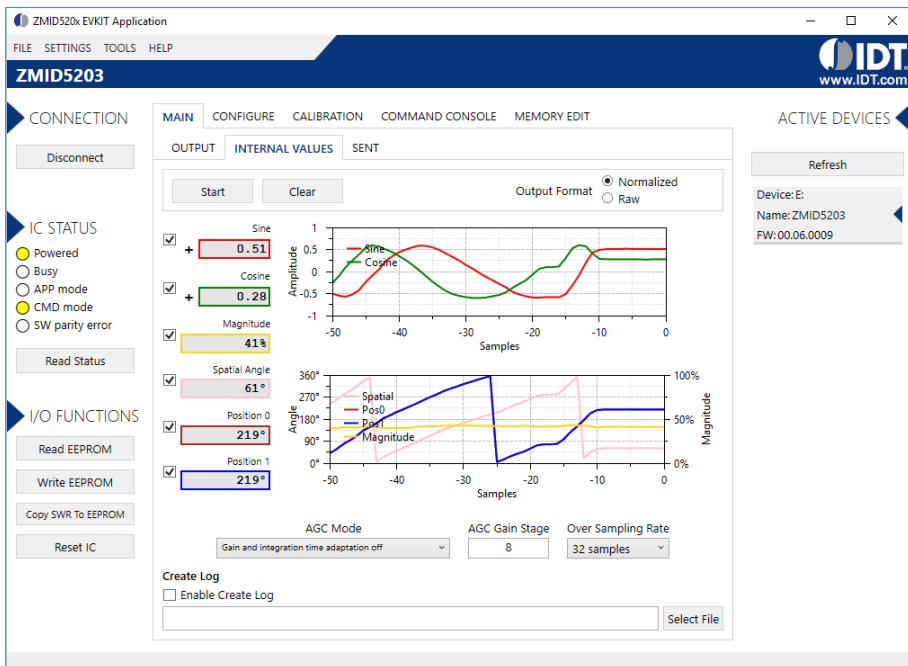 ZMID520x EVKIT Application
FILE SETTINGS TOOLS HELP
IDT
www.IDT.com
ZMID5203
CONNECTION
Disconnect
IC STATUS
Powered
Busy
APP mode
CMD mode
SW parity error
Read Status
I/O FUNCTIONS
Read EEPROM
Write EEPROM
Copy SWR To EEPROM
Reset IC
MAIN CONFIGURE CALIBRATION COMMAND CONSOLE MEMORY EDIT
OUTPUT INTERNAL VALUES SENT
Start Clear Output Format Normalized
Raw
Sine
+ 0.51
Cosine
+ 0.28
Magnitude
41%
Spatial Angle
61°
Position 0
219°
Position 1
219°
Amplitude
1
0.5
0
-0.5
-1
Sine
Cosine
-50 -40 -30 -20 -10 0
Samples
Angle
360°
270°
180°
90°
0°
Spatial
Pos0
Pos1
Magnitude
100%
50%
0%
Magnitude
-50 -40 -30 -20 -10 0
Samples
AGC Mode AGC Gain Stage Over Sampling Rate
Gain and integration time adaptation off 8 32 samples
Create Log
Enable Create Log
Select File
ACTIVE DEVICES
Refresh
Device: E:
Name: ZMID5203
FW: 00.06.0009